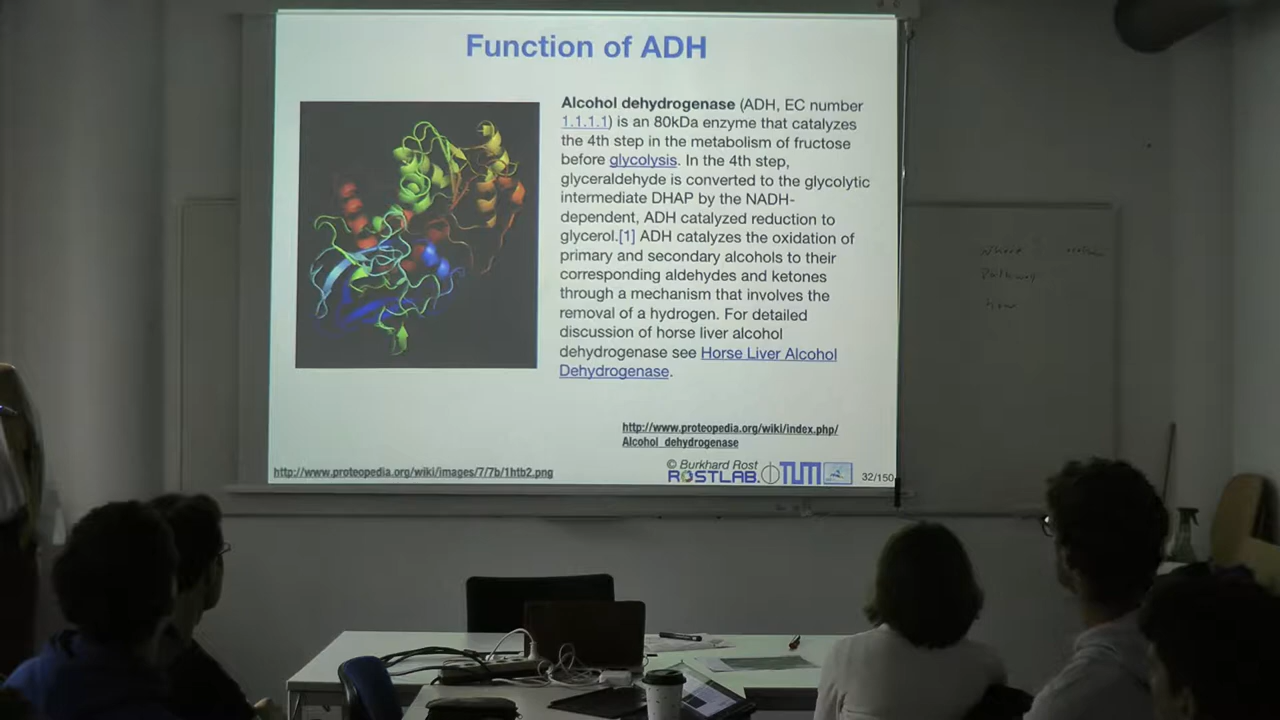 Function of ADH
Alcohol dehydrogenase (ADH, EC number
1.1.1.1) is an 80kDa enzyme that catalyzes
the 4th step in the metabolism of fructose
before glycolysis. In the 4th step,
glyceraldehyde is converted to the glycolytic
intermediate DHAP by the NADH-
dependent, ADH catalyzed reduction to
glycerol.[1] ADH catalyzes the oxidation of
primary and secondary alcohols to their
corresponding aldehydes and ketones
through a mechanism that involves the
removal of a hydrogen. For detailed
discussion of horse liver alcohol
dehydrogenase see Horse Liver Alcohol
Dehydrogenase.
http://www.proteopedia.org/wiki/index.php/
Alcohol_dehydrogenase
http://www.proteopedia.org/wiki/images/7/7b/1htb2.png
© Burkhard Rost
ROSTLAB
TUM
32/150
Pathway
how